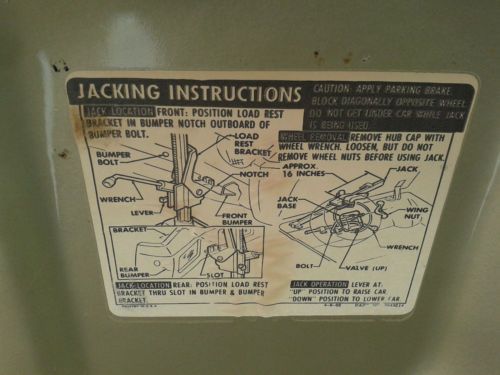 JACKING INSTRUCTIONS
CAUTION: APPLY PARKING BRAKE.
BLOCK DIAGONALLY OPPOSITE WHEEL.
DO NOT GET UNDER CAR WHILE JACK
IS BEING USED.
JACK LOCATION FRONT: POSITION LOAD REST
BRACKET IN BUMPER NOTCH OUTBOARD OF
BUMPER BOLT.
WHEEL REMOVAL REMOVE HUB CAP WITH
WHEEL WRENCH. LOOSEN, BUT DO NOT
REMOVE WHEEL NUTS BEFORE USING JACK.
LOAD
REST
BRACKET
BUMPER
BOLT
NOTCH
WRENCH
LEVER
FRONT
BUMPER
BRACKET
REAR
BUMPER
SLOT
APPROX.
16 INCHES
JACK
JACK
BASE
WING
NUT
WRENCH
BOLT
VALVE (UP)
JACK LOCATION REAR: POSITION LOAD REST
BRACKET THRU SLOT IN BUMPER & BUMPER
BRACKET
JACK OPERATION LEVER AT:
"UP" POSITION TO RAISE CAR.
"DOWN" POSITION TO LOWER CAR.